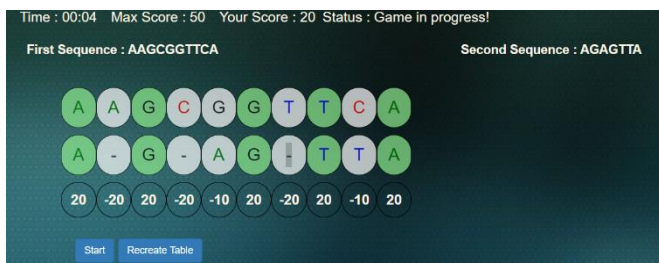 Time : 00:04 Max Score : 50 Your Score : 20 Status : Game in progress!
First Sequence : AAGCGGTTCA Second Sequence : AGAGTTA
A A G C G G T T C A
A - G - A G - T T A
20 -20 20 -20 -10 20 -20 20 -10 20
Start Recreate Table